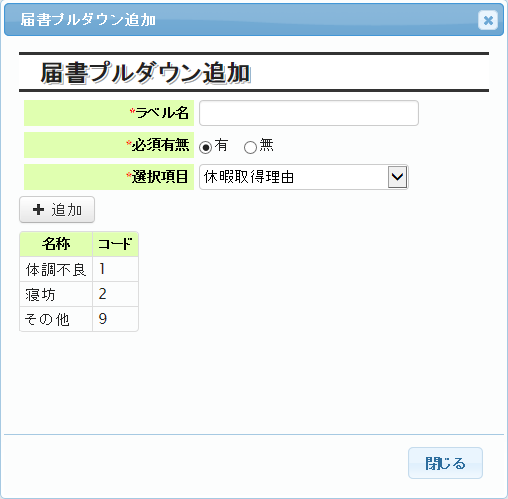 届書プルダウン追加
届書プルダウン追加
*ラベル名
*必須有無 有 無
*選択項目 休暇取得理由
+ 追加
名称 コード
体調不良 1
寝坊 2
その他 9
閉じる